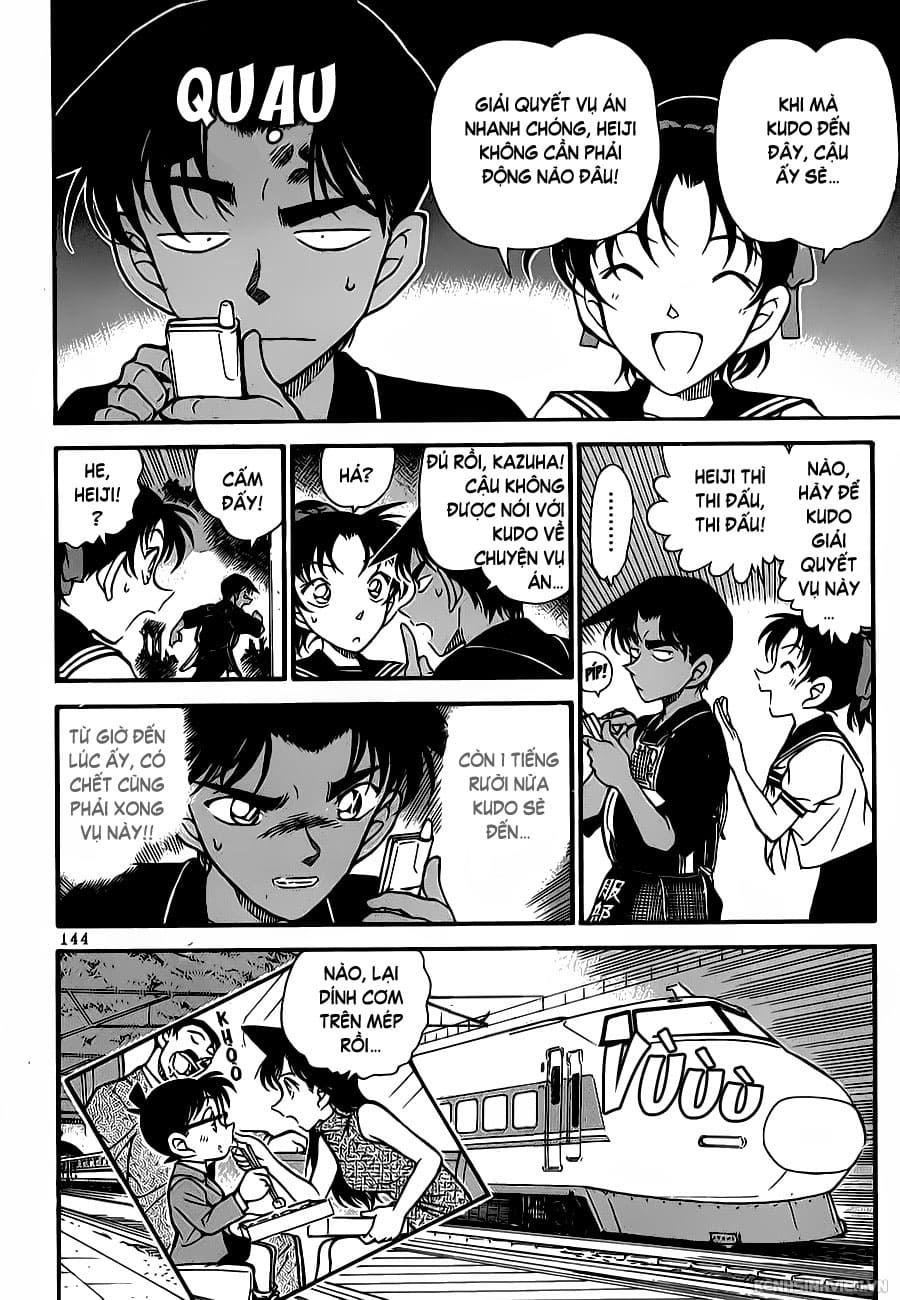 KHI MÀ
KUDO ĐẾN
ĐÂY, CẬU
ẤY SẼ...
GIẢI QUYẾT VỤ ÁN
NHANH CHÓNG, HEIJI
KHÔNG CẦN PHẢI
ĐỘNG NÃO ĐÂU!
QUAU
NÀO,
HÃY ĐỂ
KUDO
GIẢI
QUYẾT
VỤ NÀY
...
HEIJI THÌ
THI ĐẤU,
THI ĐẤU!
.........
PÍP!
服部
ĐỦ RỒI, KAZUHA!
CẬU KHÔNG
ĐƯỢC NÓI VỚI
KUDO VỀ
CHUYỆN VỤ
ÁN...
HẢ?
CẤM
ĐẤY!
HE,
HEIJI!
?
CÒN 1 TIẾNG
RƯỠI NỮA
KUDO SẼ
ĐẾN...
TỪ GIỜ ĐẾN
LÚC ẤY, CÓ
CHẾT CŨNG
PHẢI XONG
VỤ NÀY!!
144
NÀO, LẠI
DÍNH CƠM
TRÊN MÉP
RỒI...
KHOO
VÙÙÙ